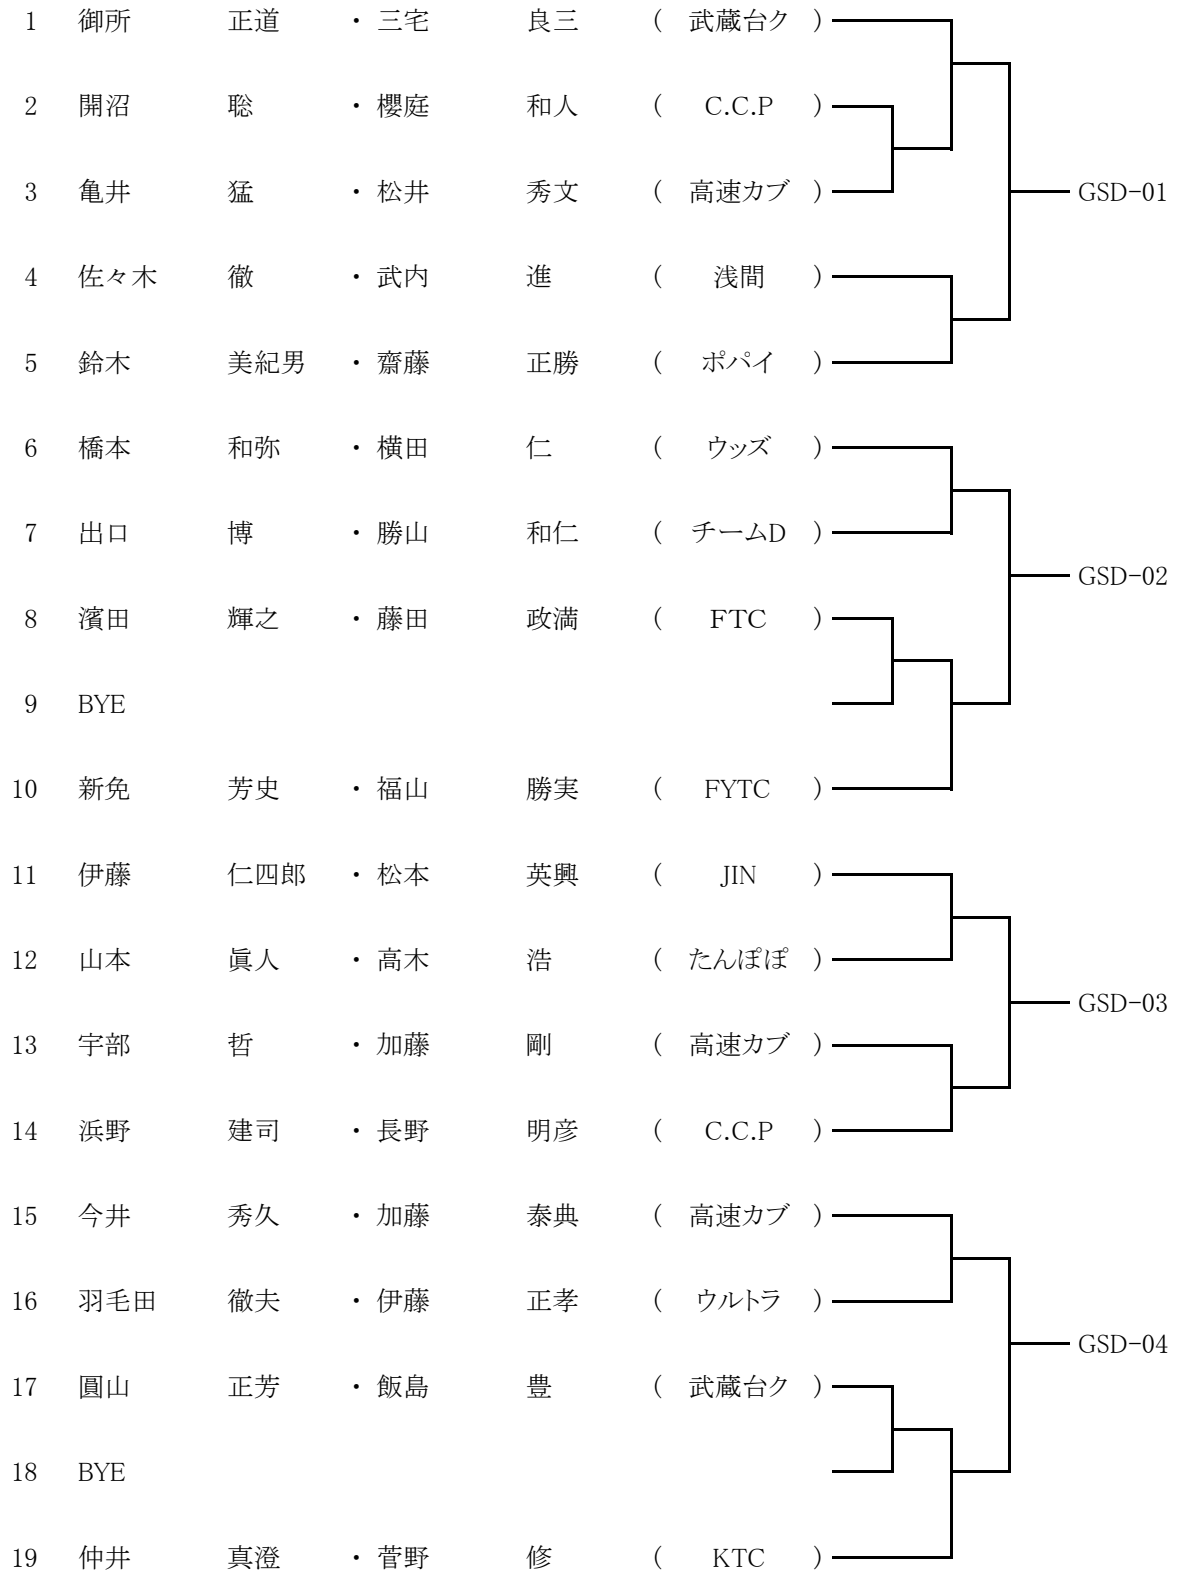 1 御所 正道 ・ 三宅 良三 ( 武蔵台ク )
2 開沼 聡 ・ 櫻庭 和人 ( C.C.P )
3 亀井 猛 ・ 松井 秀文 ( 高速カブ )
GSD-01
4 佐々木 徹 ・ 武内 進 ( 浅間 )
5 鈴木 美紀男 ・ 齋藤 正勝 ( ポパイ )
6 橋本 和弥 ・ 横田 仁 ( ウッズ )
7 出口 博 ・ 勝山 和仁 ( チームD )
GSD-02
8 濱田 輝之 ・ 藤田 政満 ( FTC )
9 BYE
10 新免 芳史 ・ 福山 勝実 ( FYTC )
11 伊藤 仁四郎 ・ 松本 英興 ( JIN )
12 山本 眞人 ・ 高木 浩 ( たんぽぽ )
GSD-03
13 宇部 哲 ・ 加藤 剛 ( 高速カブ )
14 浜野 建司 ・ 長野 明彦 ( C.C.P )
15 今井 秀久 ・ 加藤 泰典 ( 高速カブ )
16 羽毛田 徹夫 ・ 伊藤 正孝 ( ウルトラ )
GSD-04
17 圓山 正芳 ・ 飯島 豊 ( 武蔵台ク )
18 BYE
19 仲井 真澄 ・ 菅野 修 ( KTC )